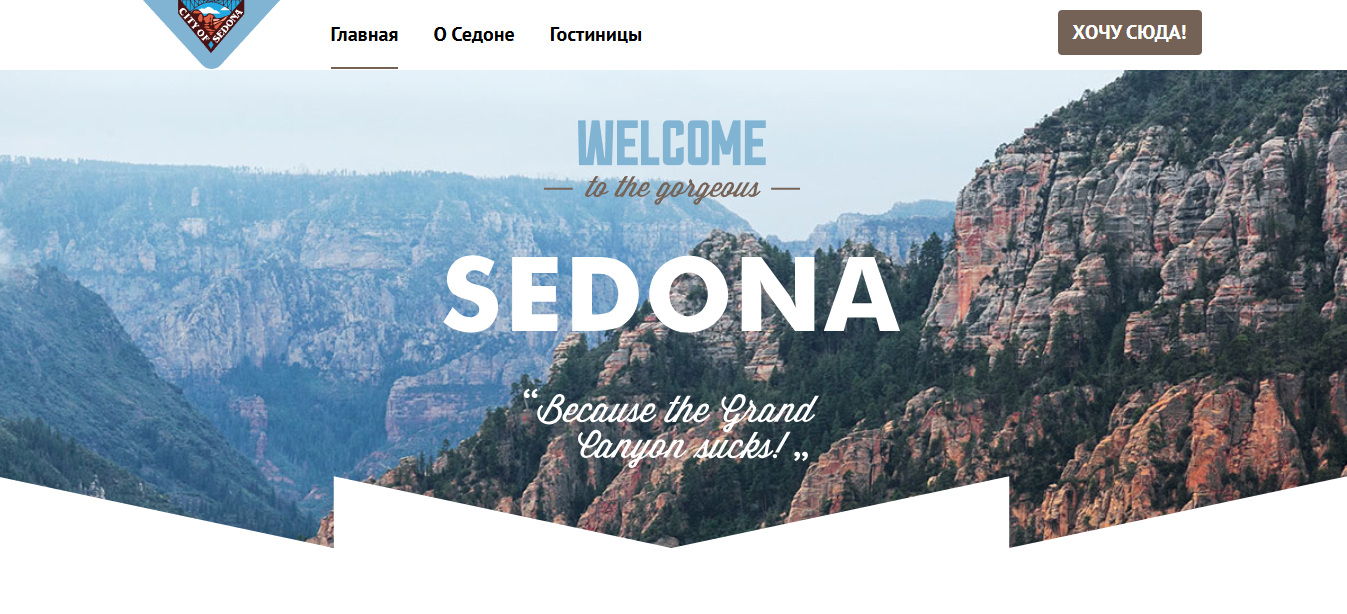 CITY OF SEDONA
Главная
О Седоне
Гостиницы
ХОЧУ СЮДА!
WELCOME
— to the gorgeous —
SEDONA
“Because the Grand
Canyon sucks! „